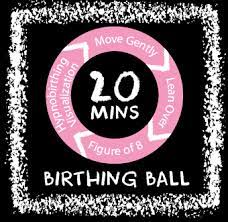 Move Gently
Lean Over
Figure of 8
Hypnobirthing
Visualization
20
MINS
BIRTHING BALL